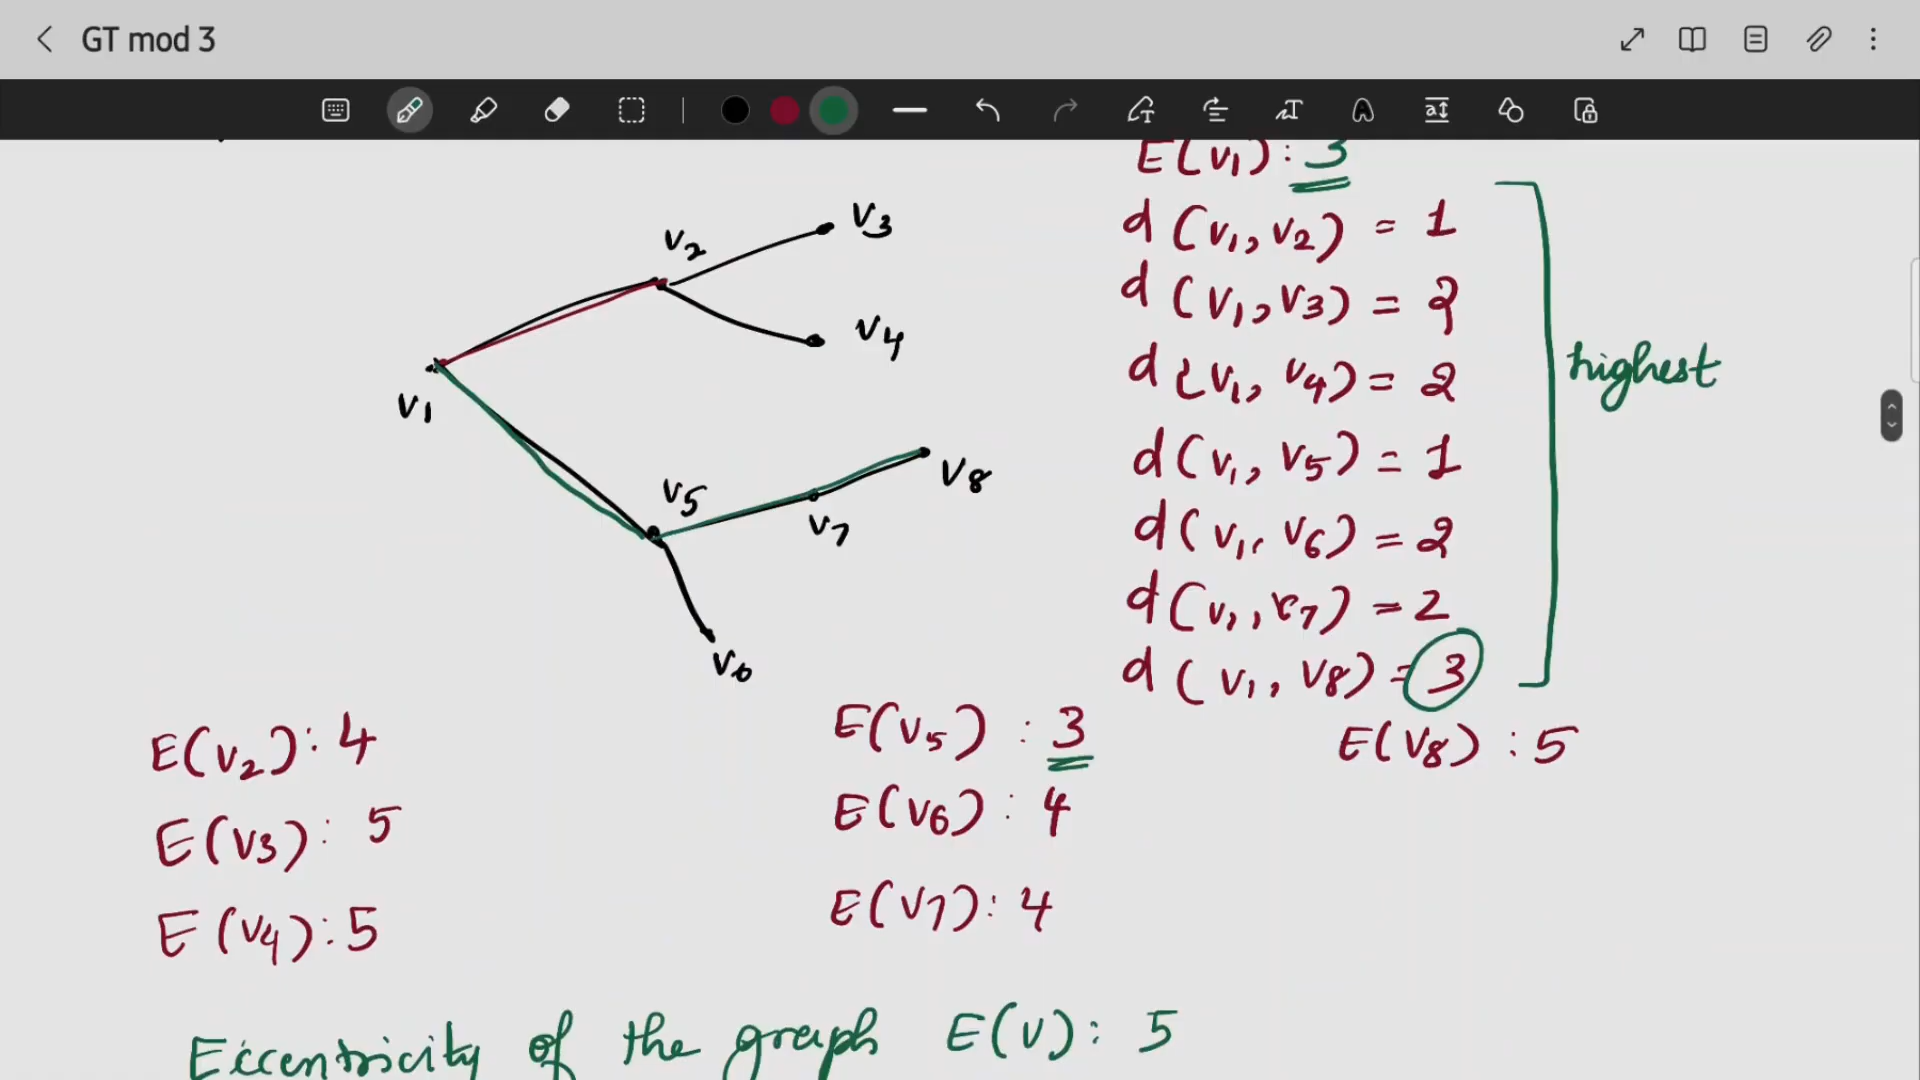 GT mod 3
E(v1) : 3
d (v1, v2) = 1
d (v1, v3) = 2
d (v1, v4) = 2
d (v1, v5) = 1
d (v1, v6) = 2
d (v1, v7) = 2
d (v1, v8) = 3
highest
v3
v2
v4
v1
v8
v5
v7
v6
E(v2) : 4
E(v3) : 5
E(v4) : 5
E(v5) : 3
E(v6) : 4
E(v7) : 4
E(v8) : 5
Eccentricity of the graph E(v) : 5